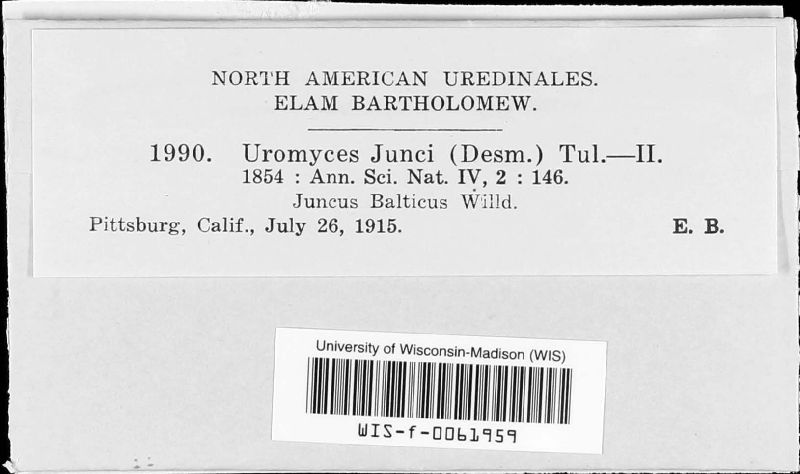 NORTH AMERICAN UREDINALES.
ELAM BARTHOLOMEW.
1990. Uromyces Junci (Desm.) Tul.—II.
1854 : Ann. Sci. Nat. IV, 2 : 146.
Juncus Balticus Willd.
Pittsburg, Calif., July 26, 1915. E. B.
University of Wisconsin-Madison (WIS)
WIS-f-0061959